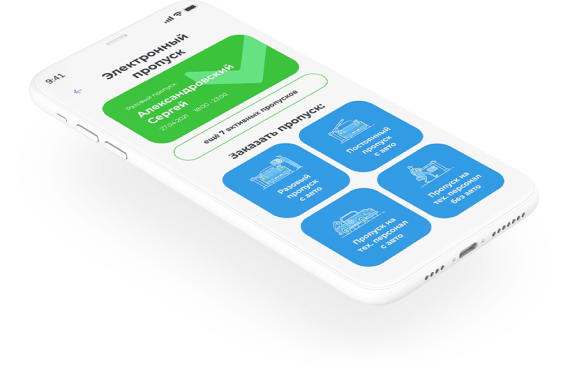 9:41
Электронный
пропуск
Разовый пропуск
Александровский
Сергей
27.04.2021 18:00 - 23:00
ещё 7 активных пропусков
Заказать пропуск:
Разовый
пропуск
с авто
Постоянный
пропуск
с авто
Пропуск на
тех. персонал
с авто
Пропуск на
тех. персонал
без авто